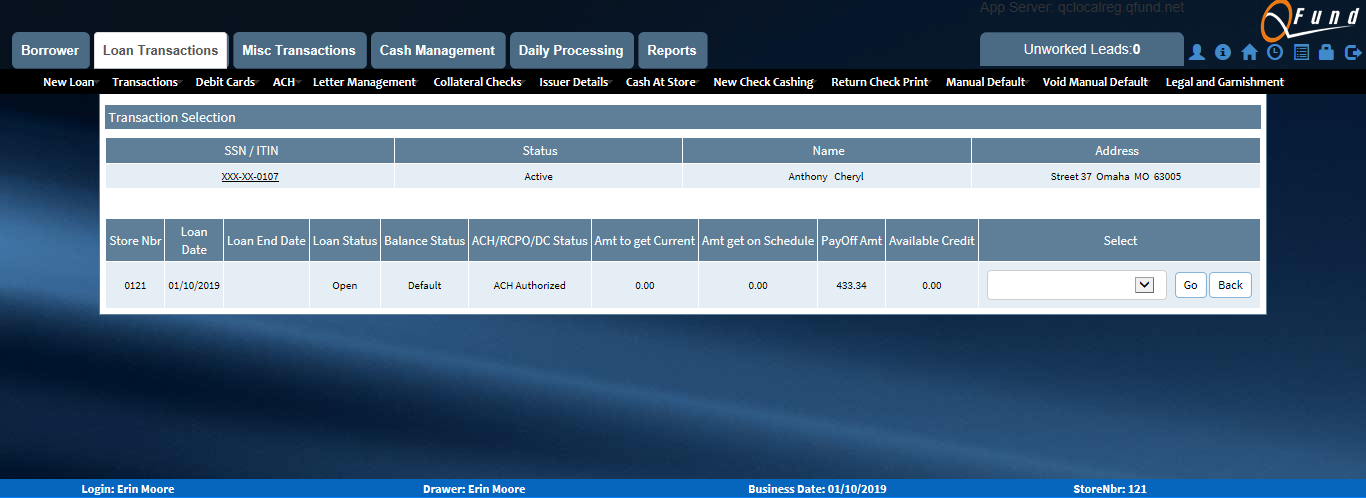 App Server: qclocalreg.qfund.net
QFund
Borrower Loan Transactions Misc Transactions Cash Management Daily Processing Reports Unworked Leads:0
New Loan Transactions Debit Cards ACH Letter Management Collateral Checks Issuer Details Cash At Store New Check Cashing Return Check Print Manual Default Void Manual Default Legal and Garnishment
Transaction Selection
SSN / ITIN Status Name Address
XXX-XX-0107 Active Anthony Cheryl Street 37 Omaha MO 63005
Store Nbr Loan Date Loan End Date Loan Status Balance Status ACH/RCPO/DC Status Amt to get Current Amt get on Schedule PayOff Amt Available Credit Select
0121 01/10/2019 Open Default ACH Authorized 0.00 0.00 433.34 0.00 Go Back
Login: Erin Moore Drawer: Erin Moore Business Date: 01/10/2019 StoreNbr: 121